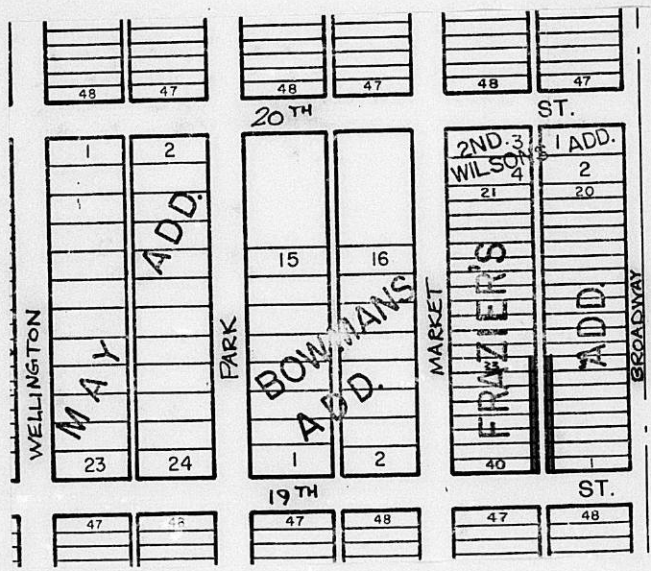 48 47 48 47 48 47
20TH ST.
1 2 2ND. 3 1 ADD.
WILSONS 4 2
21 20
15 16
MAY ADD.
BOWMANS ADD.
FRAZIER'S ADD.
WELLINGTON
PARK
MARKET
BROADWAY
23 24 1 2 40 1
19TH ST.
47 48 47 48 47 48